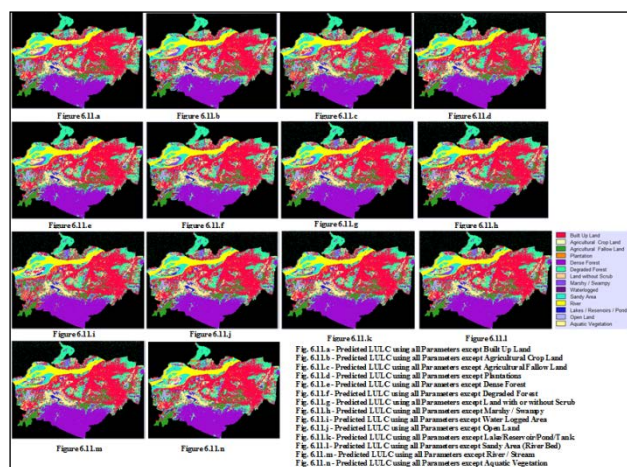 Figure 6.11.a
Figure 6.11.b
Figure 6.11.c
Figure 6.11.d
Figure 6.11.e
Figure 6.11.f
Figure 6.11.g
Figure 6.11.h
Built Up Land
Agricultural Crop Land
Agricultural Fallow Land
Plantation
Dense Forest
Degraded Forest
Land without Scrub
Marshy / Swampy
Waterlogged
Sandy Area
River
Lakes / Reservoirs / Pond
Open Land
Aquatic Vegetation
Figure 6.11.i
Figure 6.11.j
Figure 6.11.k
Figure 6.11.l
Fig. 6.11.a - Predicted LULC using all Parameters except Built Up Land
Fig. 6.11.b - Predicted LULC using all Parameters except Agricultural Crop Land
Fig. 6.11.c - Predicted LULC using all Parameters except Agricultural Fallow Land
Fig. 6.11.d - Predicted LULC using all Parameters except Plantations
Fig. 6.11.e - Predicted LULC using all Parameters except Dense Forest
Fig. 6.11.f - Predicted LULC using all Parameters except Degraded Forest
Fig. 6.11.g - Predicted LULC using all Parameters except Land with or without Scrub
Fig. 6.11.h - Predicted LULC using all Parameters except Marshy / Swampy
Fig. 6.11.i - Predicted LULC using all Parameters except Water Logged Area
Fig. 6.11.j - Predicted LULC using all Parameters except Open Land
Fig. 6.11.k - Predicted LULC using all Parameters except Lake/Reservoir/Pond/Tank
Fig. 6.11.l - Predicted LULC using all Parameters except Sandy Area (River Bed)
Fig. 6.11.m - Predicted LULC using all Parameters except River / Stream
Fig. 6.11.n - Predicted LULC using all Parameters except Aquatic Vegetation
Figure 6.11.m
Figure 6.11.n